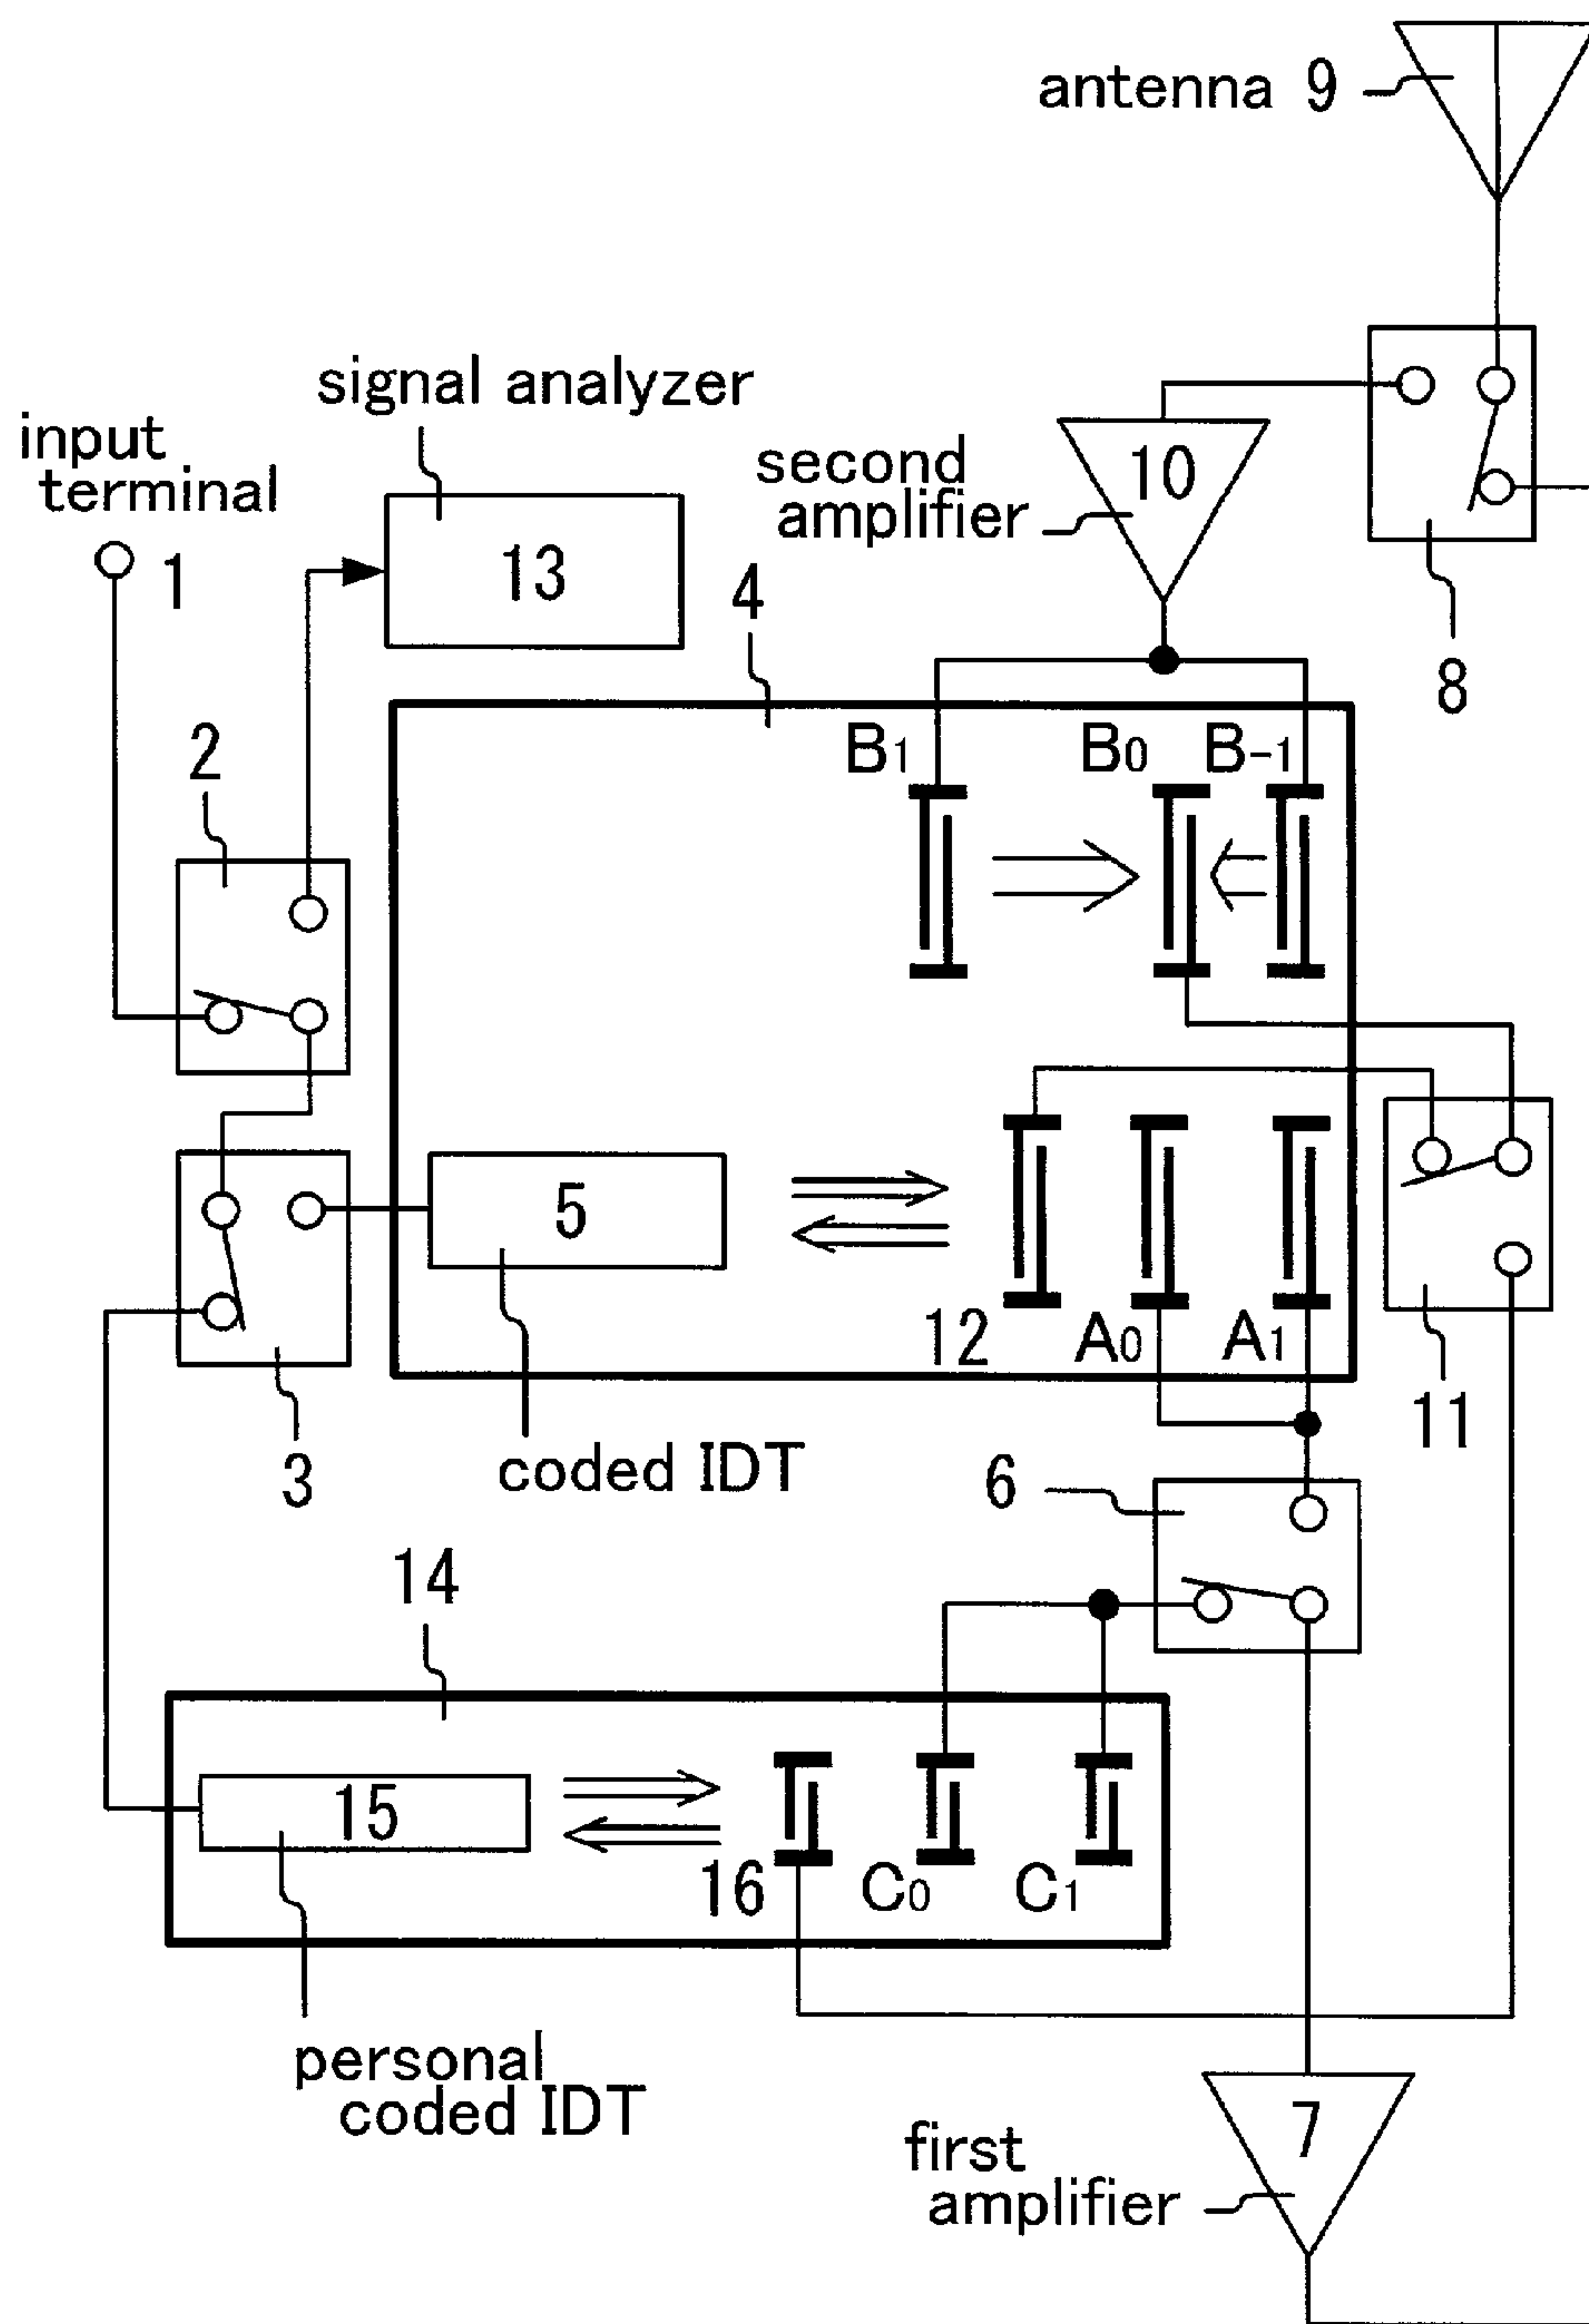 antenna 9
signal analyzer
input
terminal
1
13
second
amplifier
10
4
8
2
B1
B0
B-1
5
12
A0
A1
11
3
coded IDT
6
14
15
16
C0
C1
personal
coded IDT
7
first
amplifier